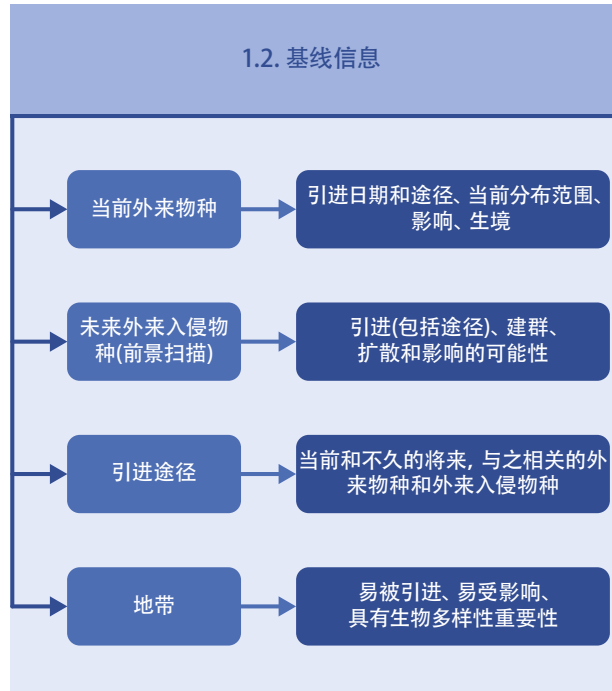 1.2. 基线信息
当前外来物种
引进日期和途径、当前分布范围、
影响、生境
未来外来入侵物
种(前景扫描)
引进(包括途径)、建群、
扩散和影响的可能性
引进途径
当前和不久的将来, 与之相关的外
来物种和外来入侵物种
地带
易被引进、易受影响、
具有生物多样性重要性